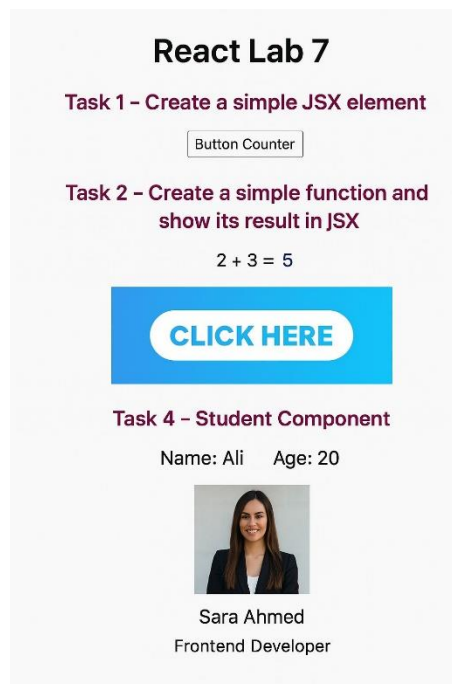 React Lab 7
Task 1 – Create a simple JSX element
Button Counter
Task 2 – Create a simple function and
show its result in JSX
2 + 3 = 5
CLICK HERE
Task 4 – Student Component
Name: Ali Age: 20
Sara Ahmed
Frontend Developer